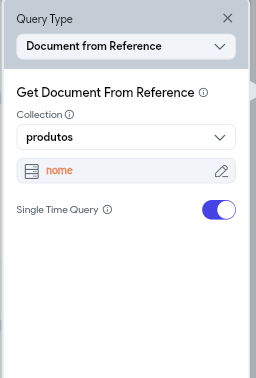 Query Type
Document from Reference
Get Document From Reference
Collection
produtos
nome
Single Time Query